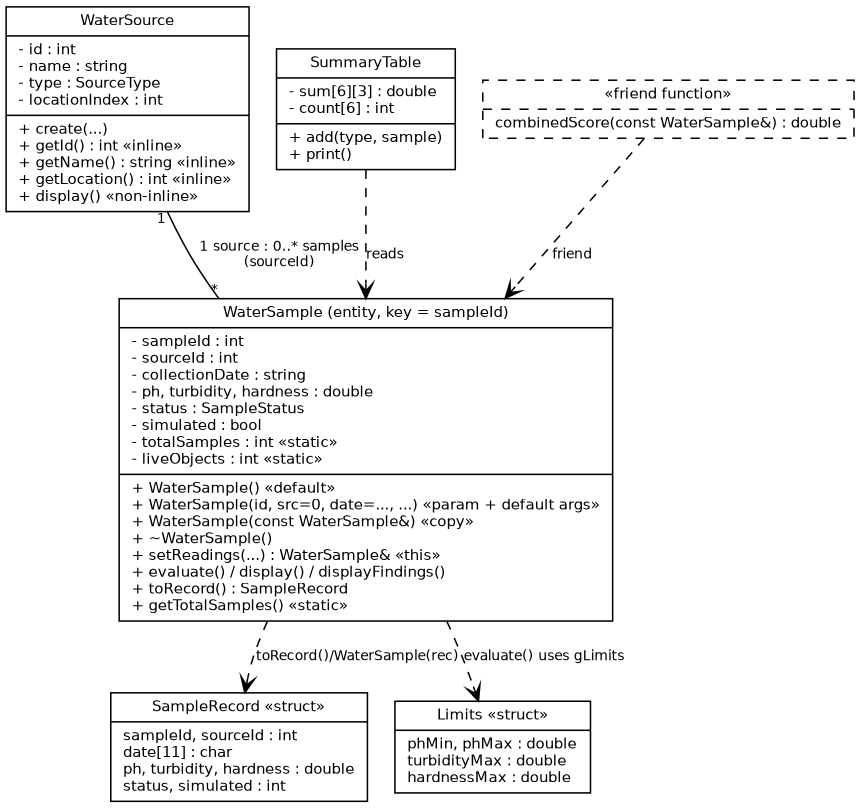 WaterSource
- id : int
- name : string
- type : SourceType
- locationIndex : int
+ create(...)
+ getId() : int «inline»
+ getName() : string «inline»
+ getLocation() : int «inline»
+ display() «non-inline»
SummaryTable
- sum[6][3] : double
- count[6] : int
+ add(type, sample)
+ print()
«friend function»
combinedScore(const WaterSample&) : double
1
1 source : 0..* samples
(sourceId)
*
reads
friend
WaterSample (entity, key = sampleId)
- sampleId : int
- sourceId : int
- collectionDate : string
- ph, turbidity, hardness : double
- status : SampleStatus
- simulated : bool
- totalSamples : int «static»
- liveObjects : int «static»
+ WaterSample() «default»
+ WaterSample(id, src=0, date=..., ...) «param + default args»
+ WaterSample(const WaterSample&) «copy»
+ ~WaterSample()
+ setReadings(...) : WaterSample& «this»
+ evaluate() / display() / displayFindings()
+ toRecord() : SampleRecord
+ getTotalSamples() «static»
toRecord()/WaterSample(rec)
evaluate() uses gLimits
SampleRecord «struct»
sampleId, sourceId : int
date[11] : char
ph, turbidity, hardness : double
status, simulated : int
Limits «struct»
phMin, phMax : double
turbidityMax : double
hardnessMax : double